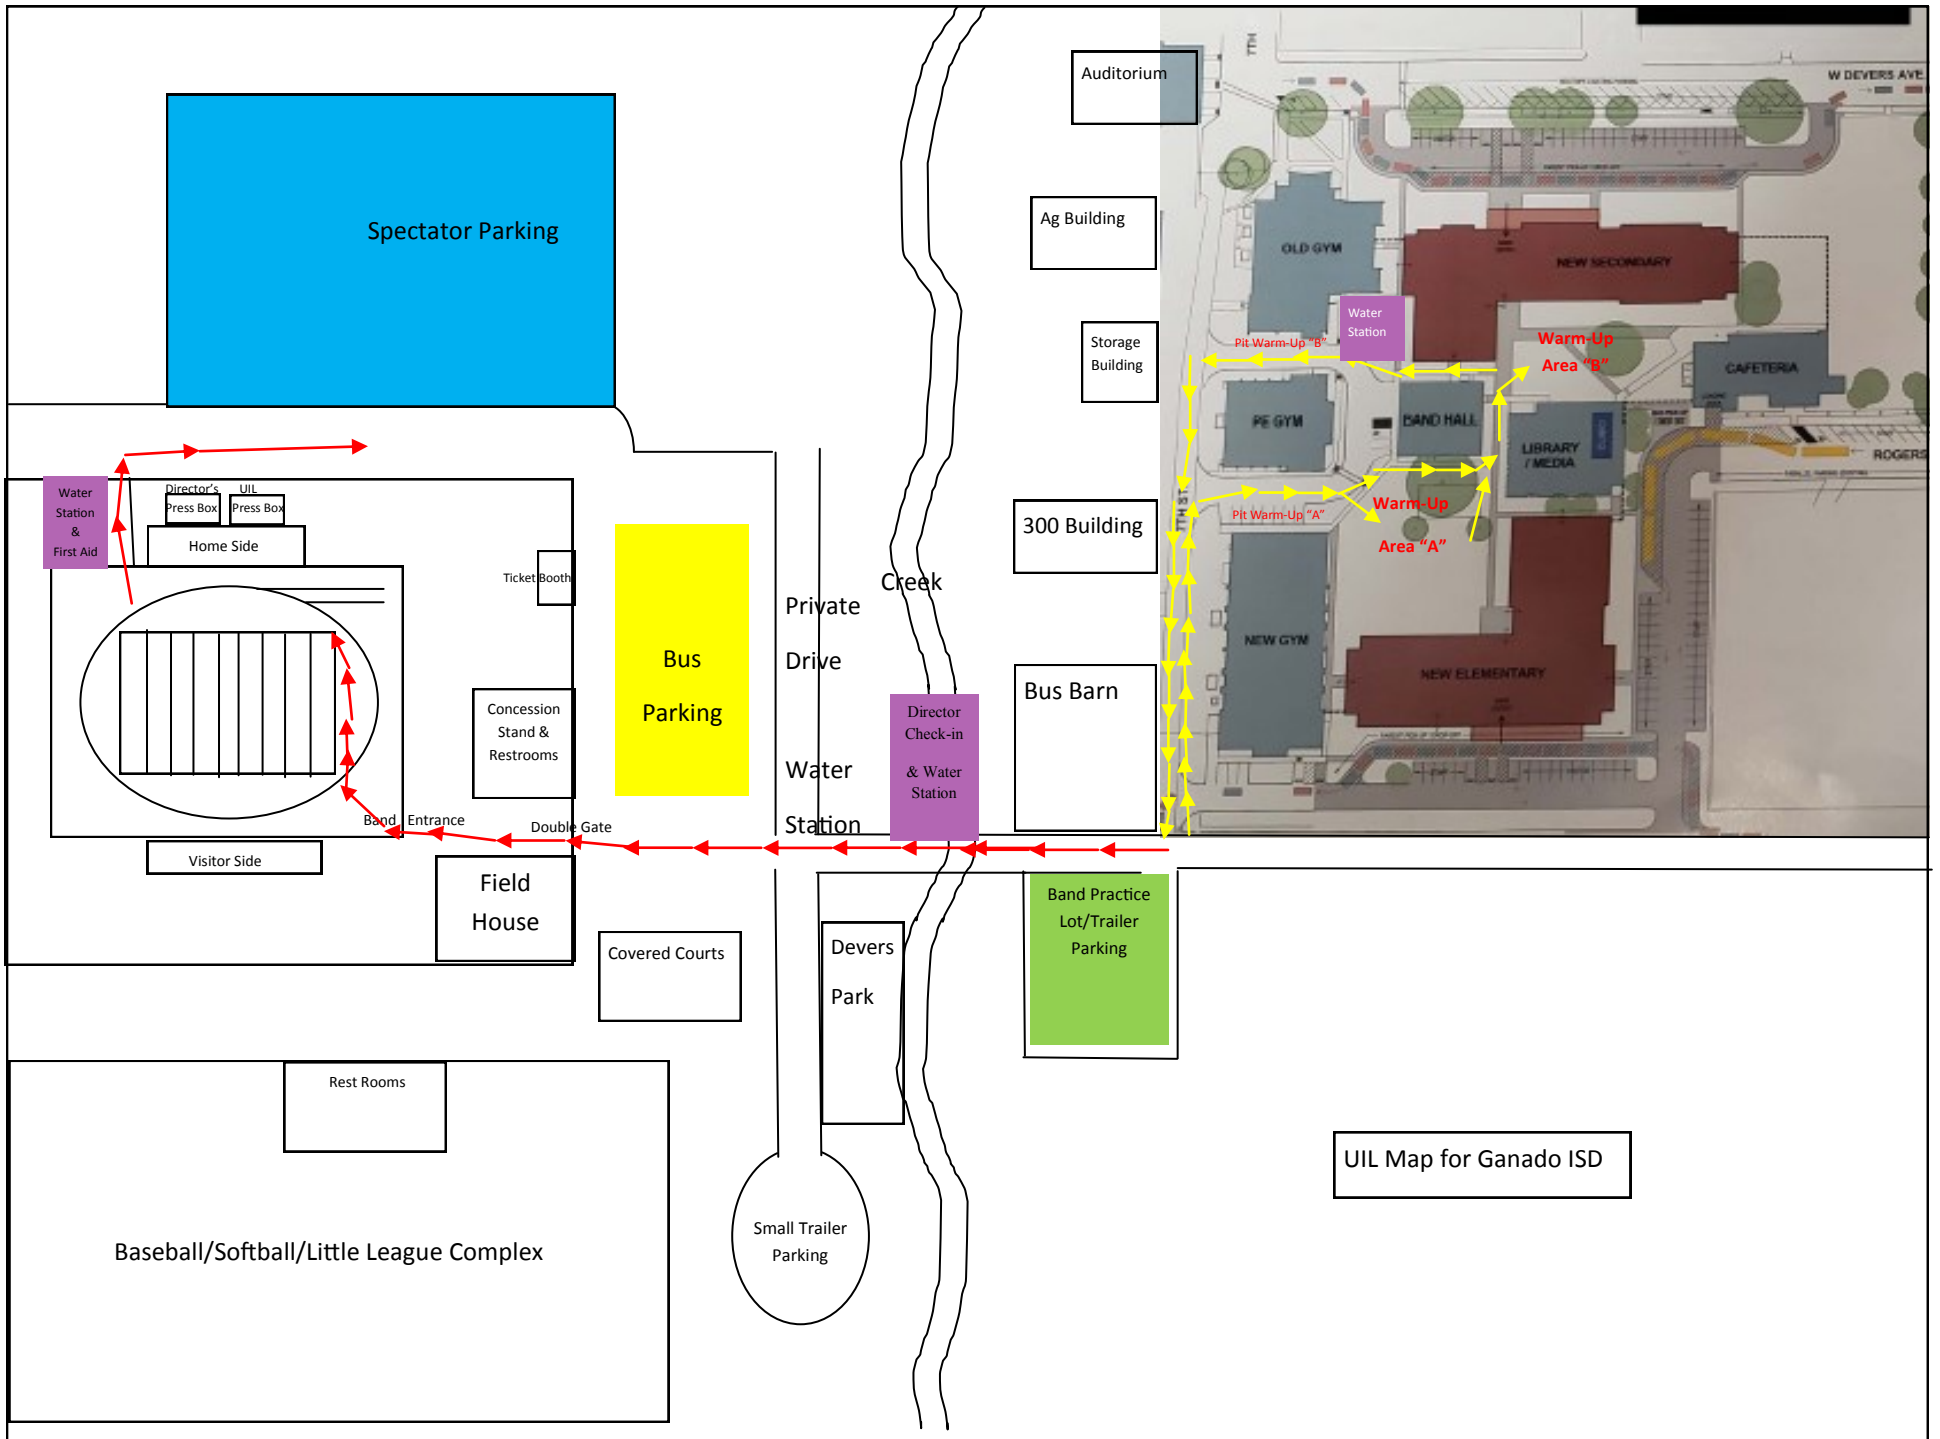 Auditorium
7TH
W DEVERS AVE
Spectator Parking
Ag Building
OLD GYM
NEW SECONDARY
Water
Station
Storage
Building
Pit Warm-Up “B”
Warm-Up
Area “B”
CAFETERIA
PE GYM
BAND HALL
LIBRARY
/ MEDIA
ROGERS
Water
Station
&
First Aid
Director's
Press Box
UIL
Press Box
Home Side
300 Building
7TH ST
Pit Warm-Up “A”
Warm-Up
Area “A”
Ticket Booth
Creek
Private
Drive
NEW GYM
NEW ELEMENTARY
Bus
Parking
Bus Barn
Concession
Stand &
Restrooms
Director
Check-in
& Water
Station
Water
Station
Band Entrance
Double Gate
Visitor Side
Field
House
Band Practice
Lot/Trailer
Parking
Covered Courts
Devers
Park
Rest Rooms
UIL Map for Ganado ISD
Small Trailer
Parking
Baseball/Softball/Little League Complex